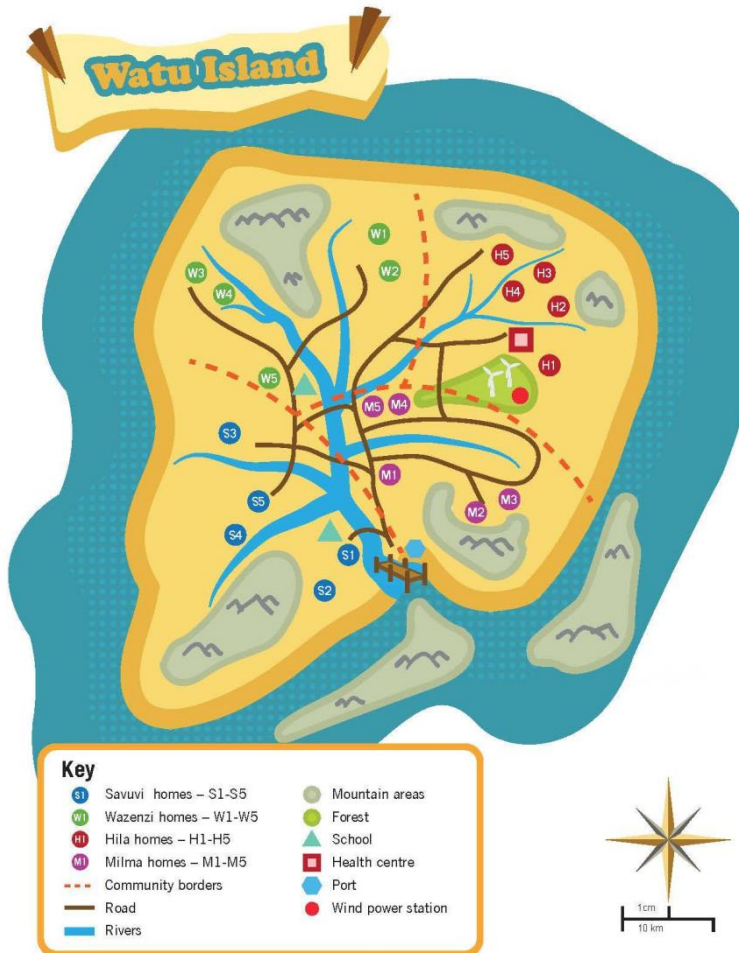 Watu Island
W1
H5
W3
W2
H3
W4
H4
H2
H1
W5
M5
M4
S3
M1
S5
M3
M2
S4
S1
S2
Key
S1 Savuvi homes – S1-S5
W1 Wazenzi homes – W1-W5
H1 Hila homes – H1-H5
M1 Milma homes – M1-M5
Community borders
Road
Rivers
Mountain areas
Forest
School
Health centre
Port
Wind power station
1cm
10 km